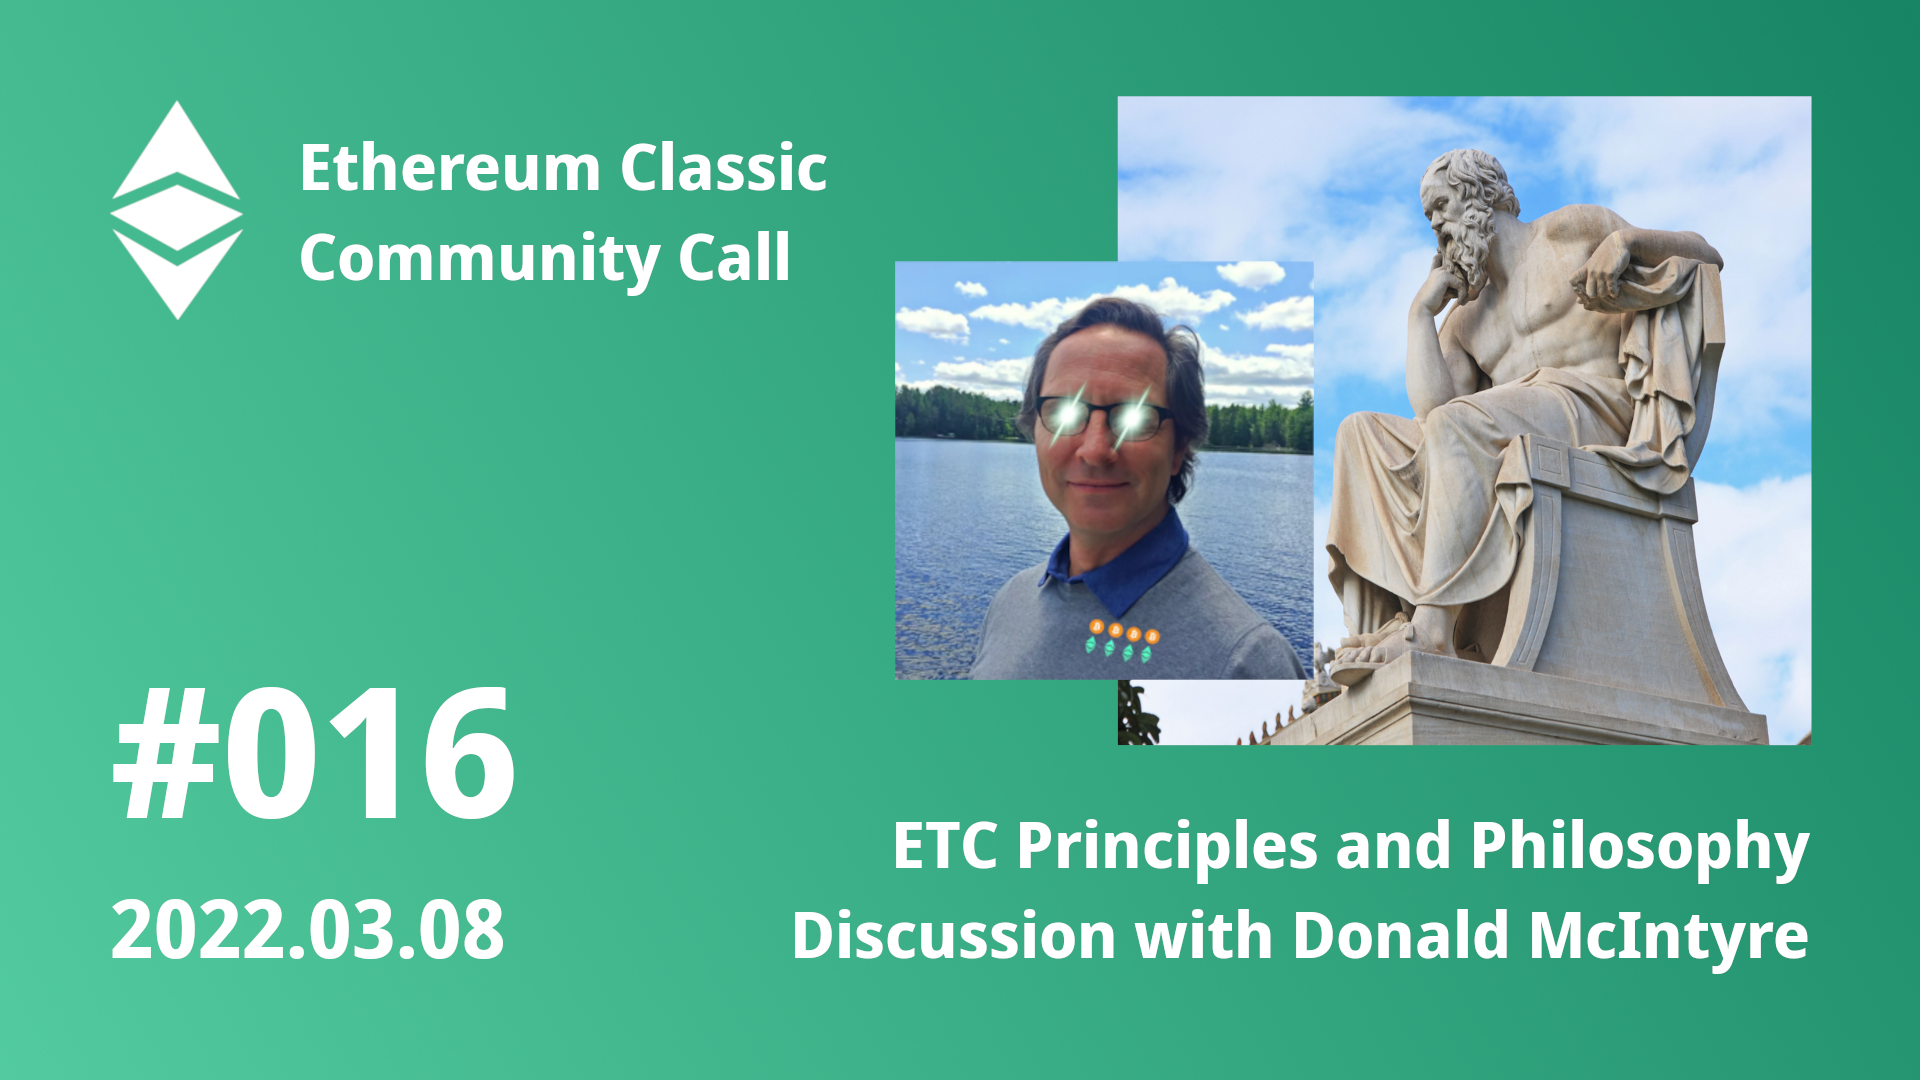 Ethereum Classic
Community Call
#016
2022.03.08
ETC Principles and Philosophy
Discussion with Donald McIntyre